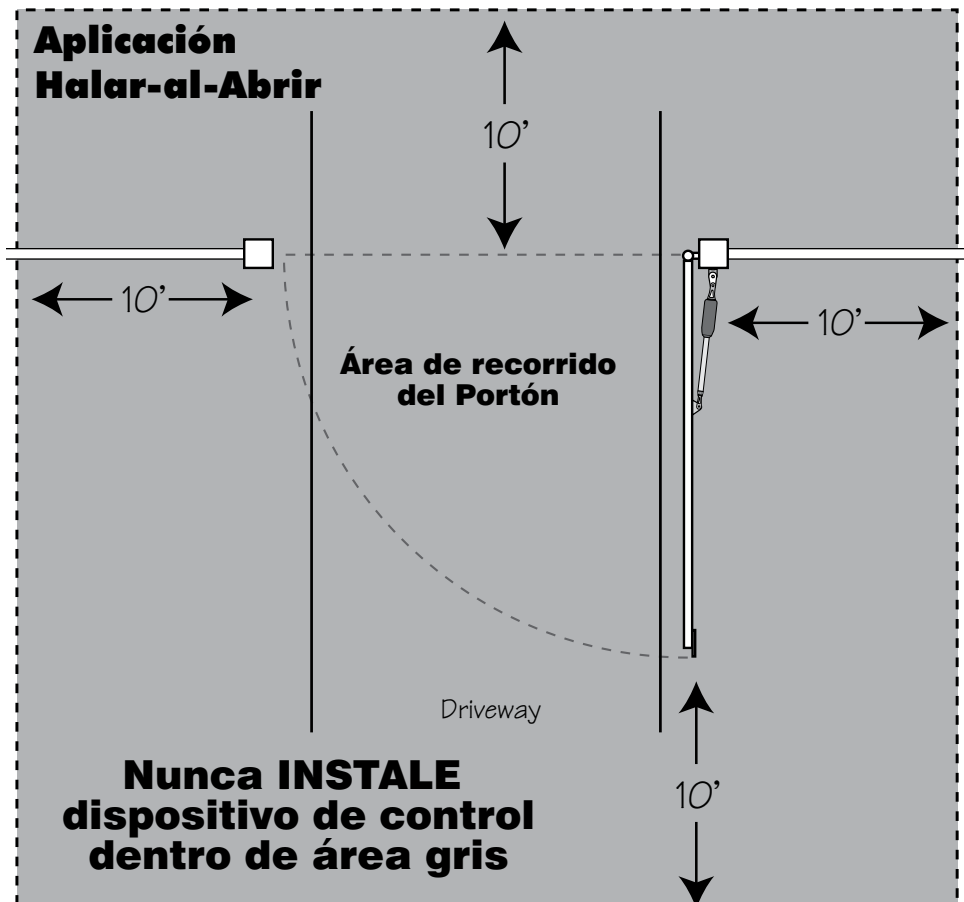 Aplicación
Halar-al-Abrir
10’
10’
10’
Área de recorrido
del Portón
Driveway
10’
Nunca INSTALE
dispositivo de control
dentro de área gris